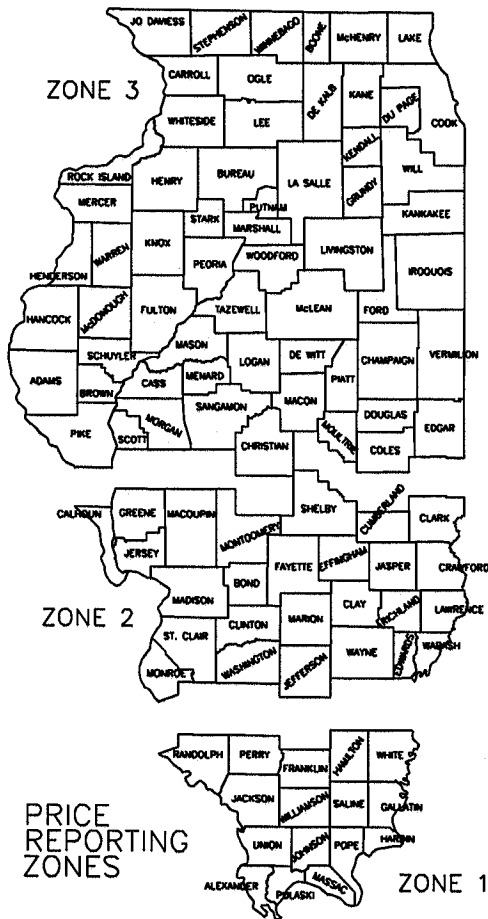 JO DAVIESS
STEPHENSON
WINNEBAGO
BOONE
McHENRY
LAKE
CARROLL
OGLE
ZONE 3
DE KALB
KANE
DU PAGE
COOK
WHITESIDE
LEE
KENDALL
WILL
ROCK ISLAND
HENRY
BUREAU
LA SALLE
GRUNDY
MERCER
PUTNAM
KANKAKEE
STARK
MARSHALL
KNOX
WARREN
HENDERSON
PEORIA
WOODFORD
LIVINGSTON
IROQUOIS
HANCOCK
McDONOUGH
FULTON
TAZEWELL
McLEAN
FORD
MASON
SCHUYLER
LOGAN
DE WITT
CHAMPAIGN
VERMILION
ADAMS
BROWN
CASS
MENARD
PIATT
MACON
SANGAMON
DOUGLAS
EDGAR
PIKE
SCOTT
MORGAN
MOULTRIE
COLES
CHRISTIAN
SHELBY
CUMBERLAND
CALHOUN
GREENE
MACOUPIN
CLARK
MONTGOMERY
JERSEY
FAYETTE
EFFINGHAM
JASPER
CRAWFORD
BOND
MADISON
ZONE 2
CLINTON
MARION
CLAY
RICHLAND
LAWRENCE
ST. CLAIR
WASHINGTON
JEFFERSON
WAYNE
EDWARDS
WABASH
MONROE
RANDOLPH
PERRY
FRANKLIN
HAMILTON
WHITE
JACKSON
WILLIAMSON
SALINE
GALLATIN
PRICE
REPORTING
ZONES
UNION
JOHNSON
POPE
HARDIN
ALEXANDER
PULASKI
MASSAC
ZONE 1